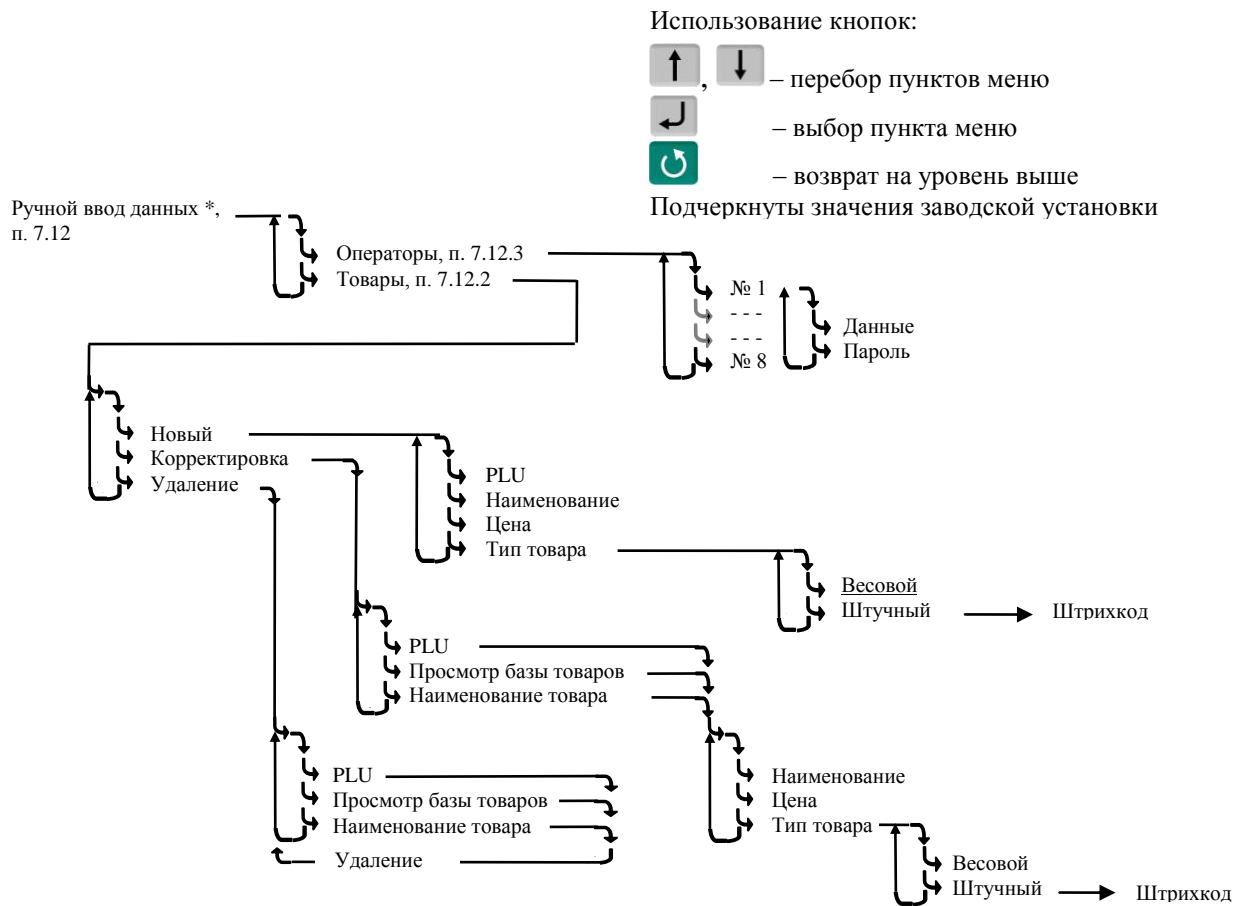 Использование кнопок:
, – перебор пунктов меню
– выбор пункта меню
– возврат на уровень выше
Подчеркнуты значения заводской установки
Ручной ввод данных *,
п. 7.12
Операторы, п. 7.12.3
Товары, п. 7.12.2
№ 1
- - -
- - -
№ 8
Данные
Пароль
Новый
Корректировка
Удаление
PLU
Наименование
Цена
Тип товара
Весовой
Штучный
Штрихкод
PLU
Просмотр базы товаров
Наименование товара
Наименование
Цена
Тип товара
Весовой
Штучный
Штрихкод
PLU
Просмотр базы товаров
Наименование товара
Удаление